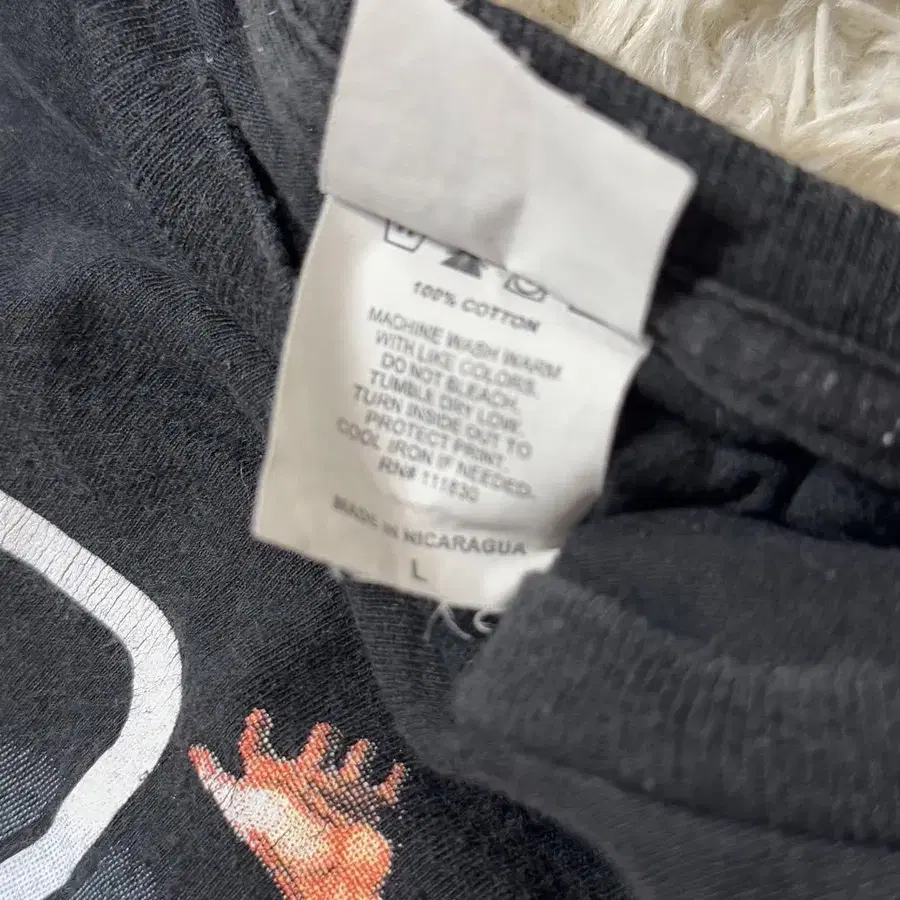 100% COTTON
MACHINE WASH WARM
WITH LIKE COLORS.
DO NOT BLEACH.
TUMBLE DRY LOW.
TURN INSIDE OUT TO
PROTECT PRINT.
COOL IRON IF NEEDED.
RN# 111830
MADE IN NICARAGUA
L